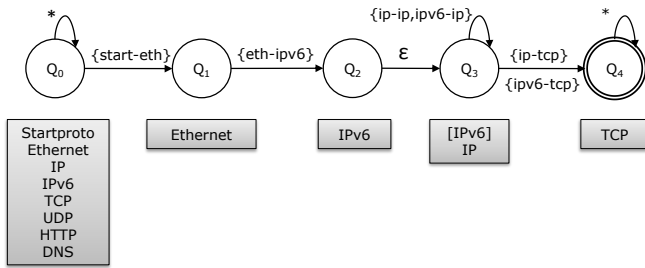 *
{ip-ip,ipv6-ip}
*
Q0
{start-eth}
Q1
{eth-ipv6}
Q2
ε
Q3
{ip-tcp}
{ipv6-tcp}
Q4
Startproto
Ethernet
IP
IPv6
TCP
UDP
HTTP
DNS
Ethernet
IPv6
[IPv6]
IP
TCP